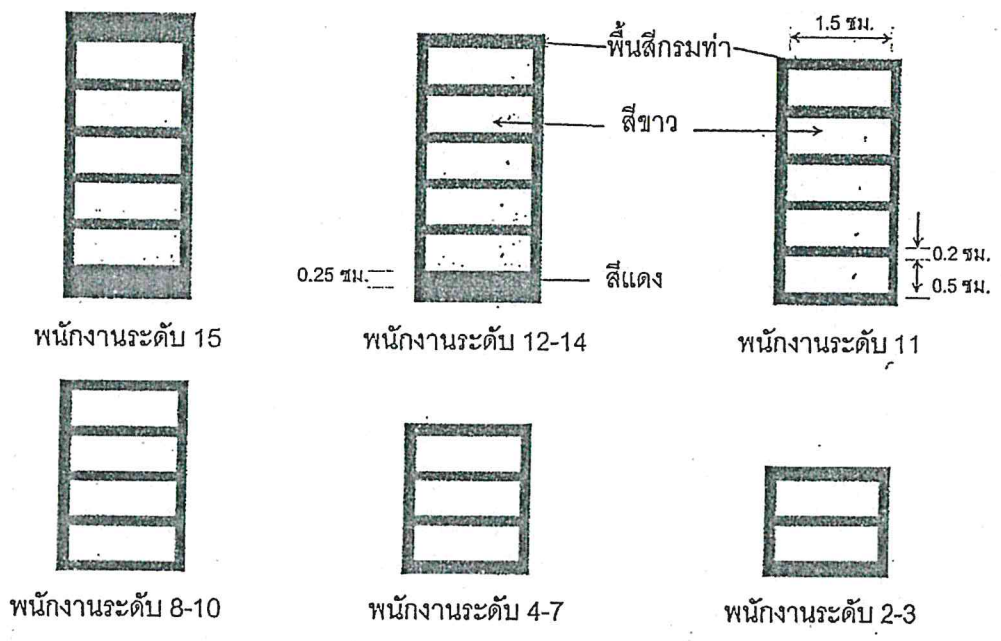 1.5 ซม.
พื้นสีกรมท่า
สีขาว
0.2 ซม.
0.5 ซม.
0.25 ซม.
สีแดง
พนักงานระดับ 15
พนักงานระดับ 12-14
พนักงานระดับ 11
พนักงานระดับ 8-10
พนักงานระดับ 4-7
พนักงานระดับ 2-3